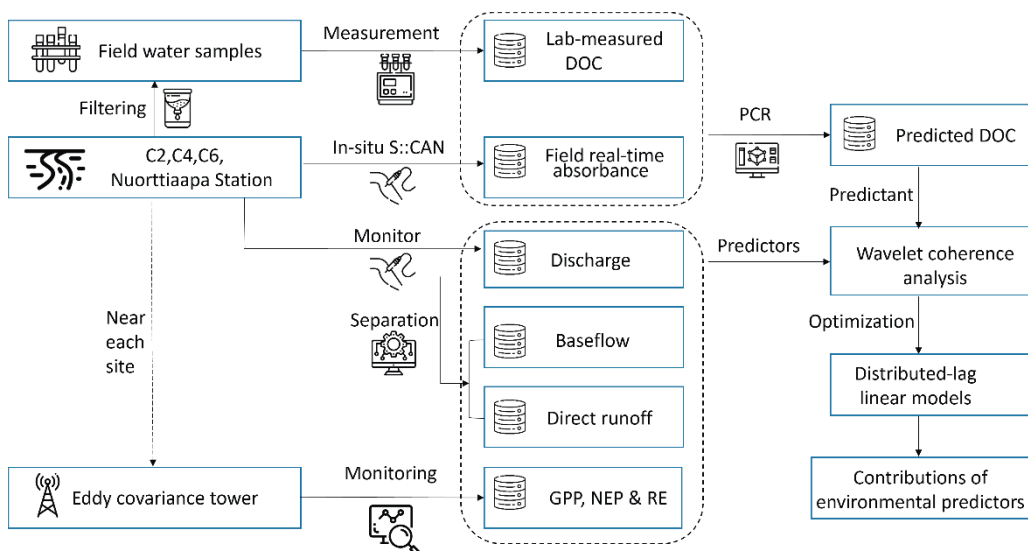 Field water samples
Measurement
Lab-measured
DOC
Filtering
PCR
Predicted DOC
C2,C4,C6,
Nuorttiaapa Station
In-situ S::CAN
Field real-time
absorbance
Predictant
Monitor
Discharge
Predictors
Wavelet coherence
analysis
Near
each
site
Separation
Baseflow
Optimization
Direct runoff
Distributed-lag
linear models
Eddy covariance tower
Monitoring
GPP, NEP & RE
Contributions of
environmental predictors